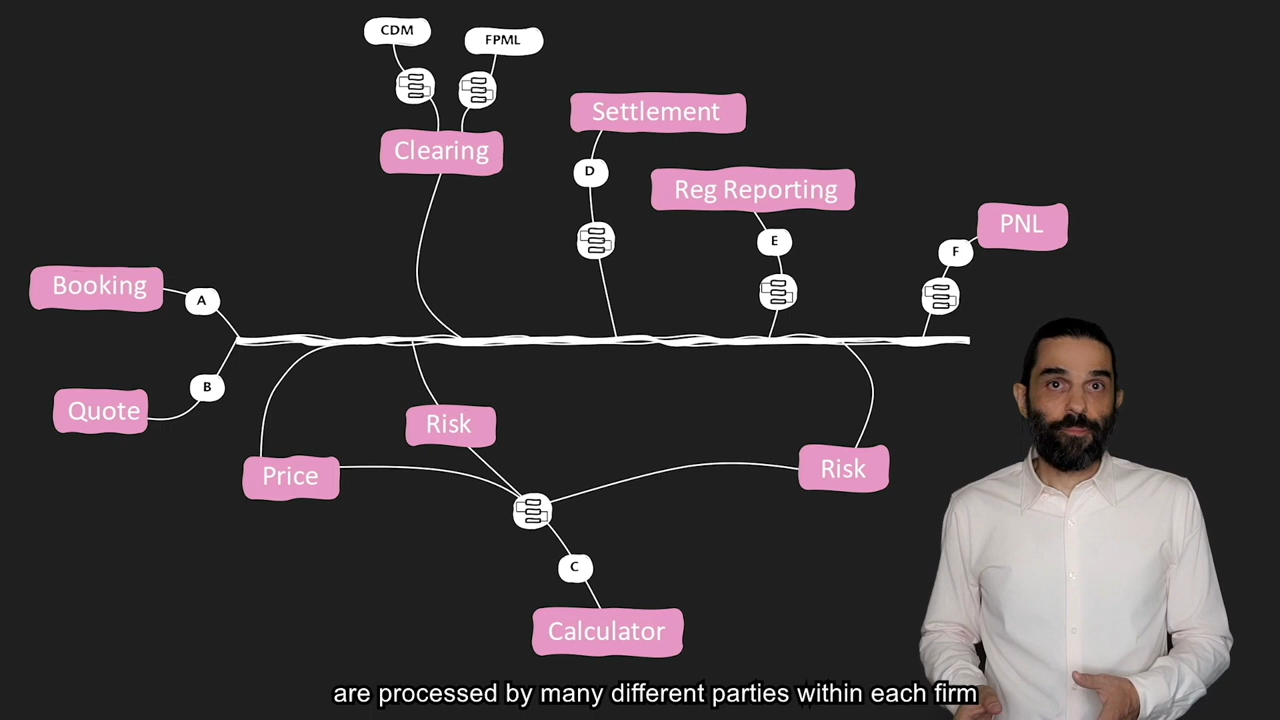 CDM
FPML
Settlement
Clearing
D
Reg Reporting
PNL
E
F
Booking
A
B
Quote
Risk
Price
Risk
C
Calculator
are processed by many different parties within each firm